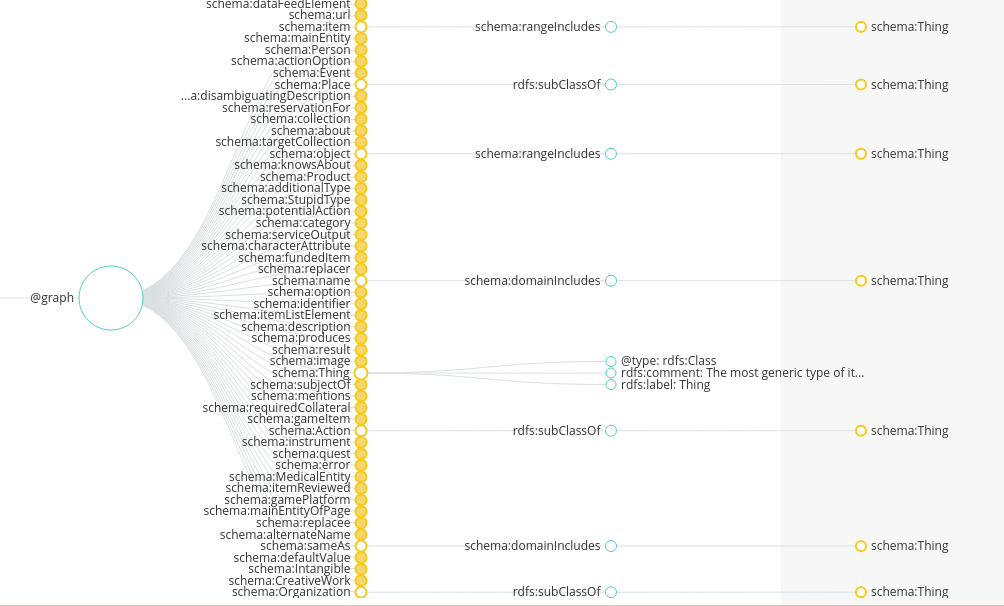 schema:dataFeedElement
schema:url
schema:item schema:rangeIncludes schema:Thing
schema:mainEntity
schema:Person
schema:actionOption
schema:Event
schema:Place rdfs:subClassOf schema:Thing
...a:disambiguatingDescription
schema:reservationFor
schema:collection
schema:about
schema:targetCollection
schema:object schema:rangeIncludes schema:Thing
schema:knowsAbout
schema:Product
schema:additionalType
schema:StupidType
schema:potentialAction
schema:category
schema:serviceOutput
schema:characterAttribute
schema:fundedItem
schema:replacer
schema:name schema:domainIncludes schema:Thing
schema:option
@graph
schema:identifier
schema:itemListElement
schema:description
schema:produces
schema:result
schema:image @type: rdfs:Class
schema:Thing rdfs:comment: The most generic type of it...
schema:subjectOf rdfs:label: Thing
schema:mentions
schema:requiredCollateral
schema:gameItem
schema:Action rdfs:subClassOf schema:Thing
schema:instrument
schema:quest
schema:error
schema:MedicalEntity
schema:itemReviewed
schema:gamePlatform
schema:mainEntityOfPage
schema:replacee
schema:alternateName
schema:sameAs schema:domainIncludes schema:Thing
schema:defaultValue
schema:Intangible
schema:CreativeWork
schema:Organization rdfs:subClassOf schema:Thing